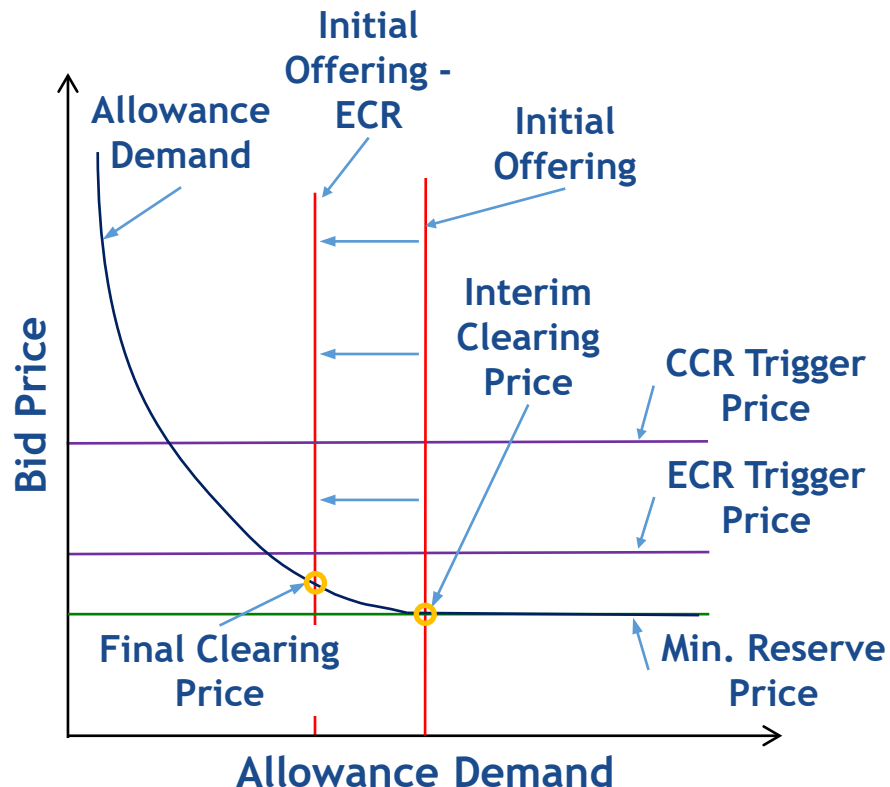 Initial
Offering -
ECR
Allowance
Demand
Initial
Offering
Interim
Clearing
Price
CCR Trigger
Price
ECR Trigger
Price
Bid Price
Final Clearing
Price
Min. Reserve
Price
Allowance Demand